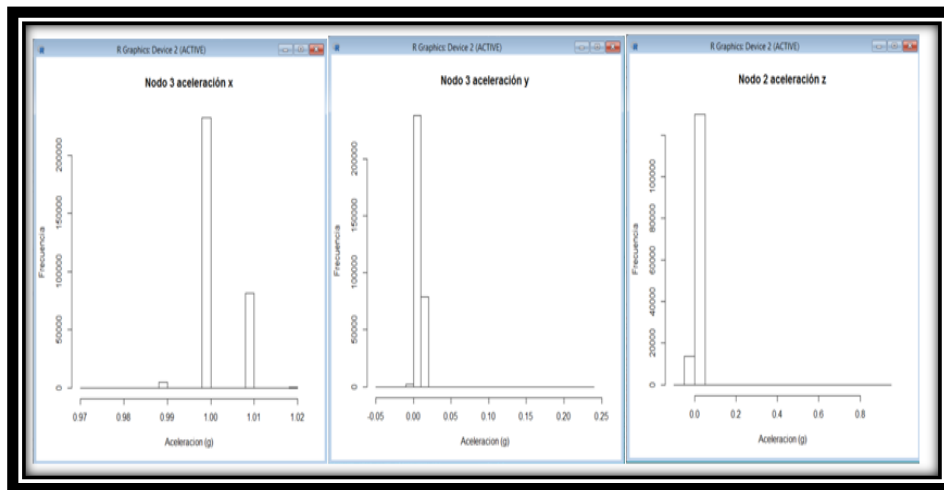 R Graphics: Device 2 (ACTIVE)
Nodo 3 aceleración x
Frecuencia
200000
150000
100000
50000
0
0.97 0.98 0.99 1.00 1.01 1.02
Aceleracion (g)
R Graphics: Device 2 (ACTIVE)
Nodo 3 aceleración y
Frecuencia
200000
150000
100000
50000
0
-0.05 0.00 0.05 0.10 0.15 0.20 0.25
Aceleracion (g)
R Graphics: Device 2 (ACTIVE)
Nodo 2 aceleración z
Frecuencia
100000
80000
60000
40000
20000
0
0.0 0.2 0.4 0.6 0.8
Aceleracion (g)